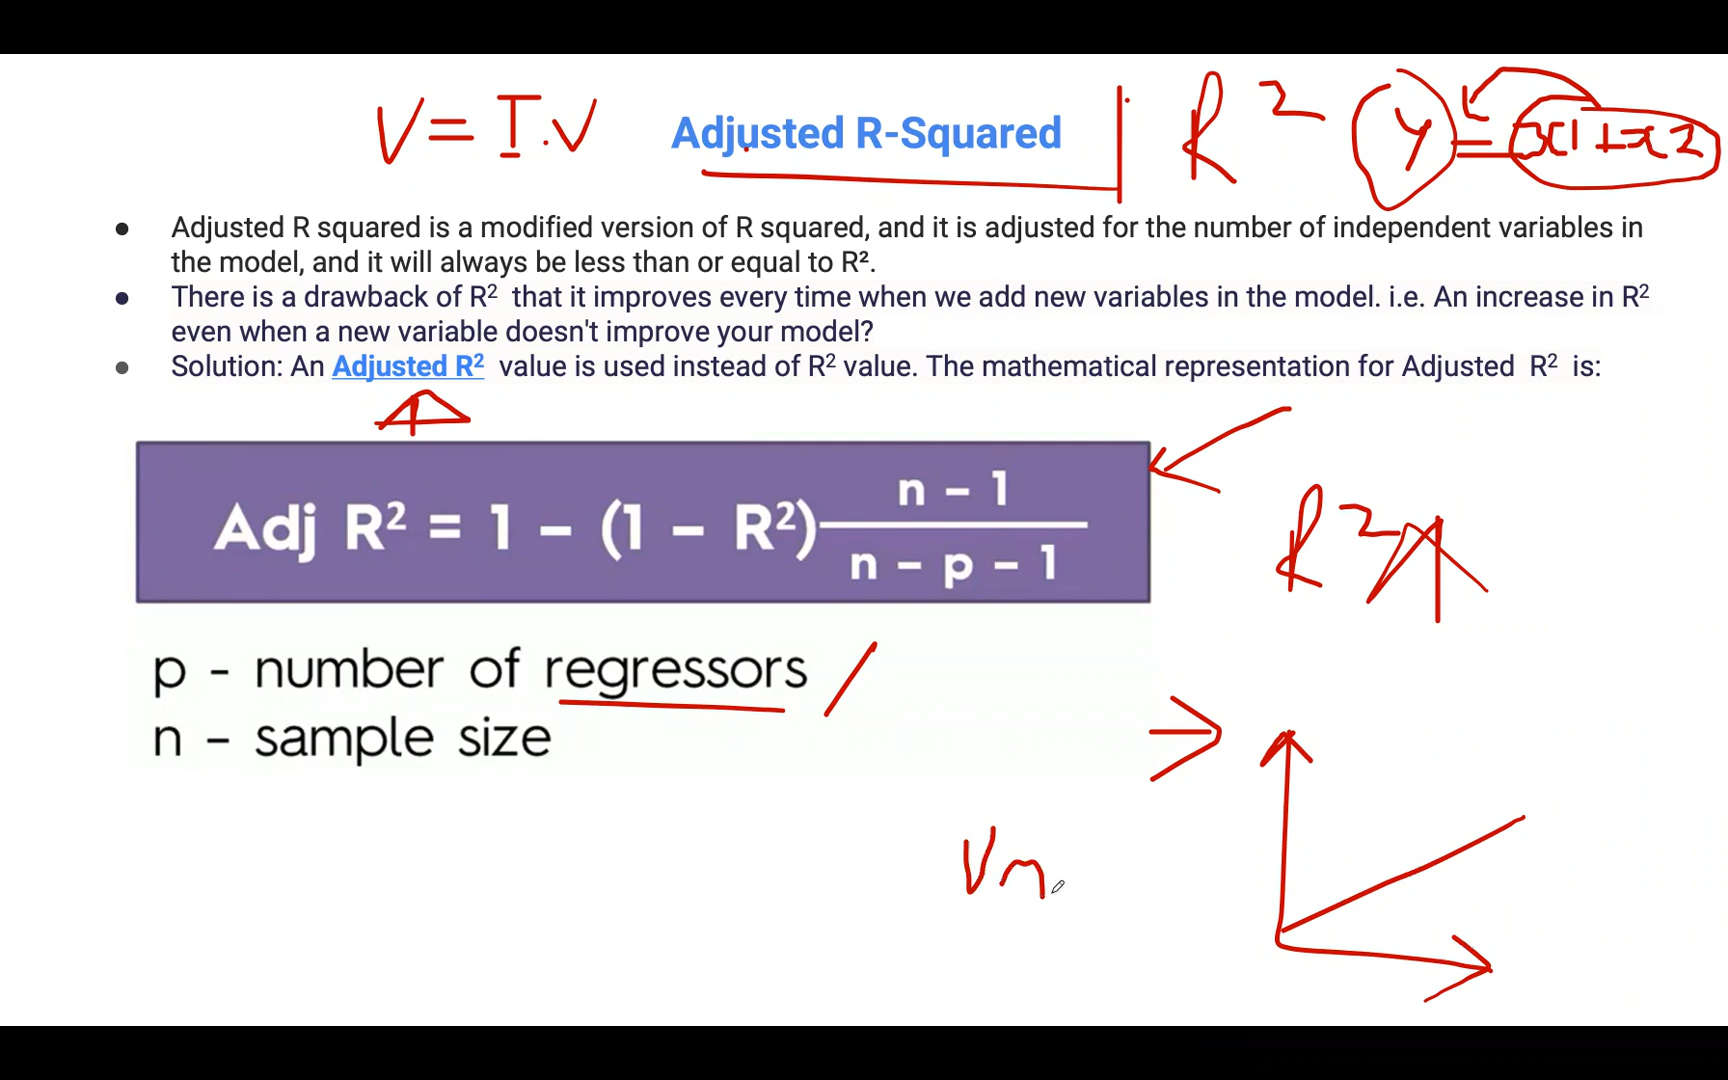 V = I.V
Adjusted R-Squared
R² y = x1 + x2
● Adjusted R squared is a modified version of R squared, and it is adjusted for the number of independent variables in
the model, and it will always be less than or equal to R².
● There is a drawback of R² that it improves every time when we add new variables in the model. i.e. An increase in R²
even when a new variable doesn't improve your model?
● Solution: An Adjusted R² value is used instead of R² value. The mathematical representation for Adjusted R² is:
Adj R² = 1 - (1 - R²) (n - 1)/(n - p - 1)
R²
p - number of regressors
n - sample size